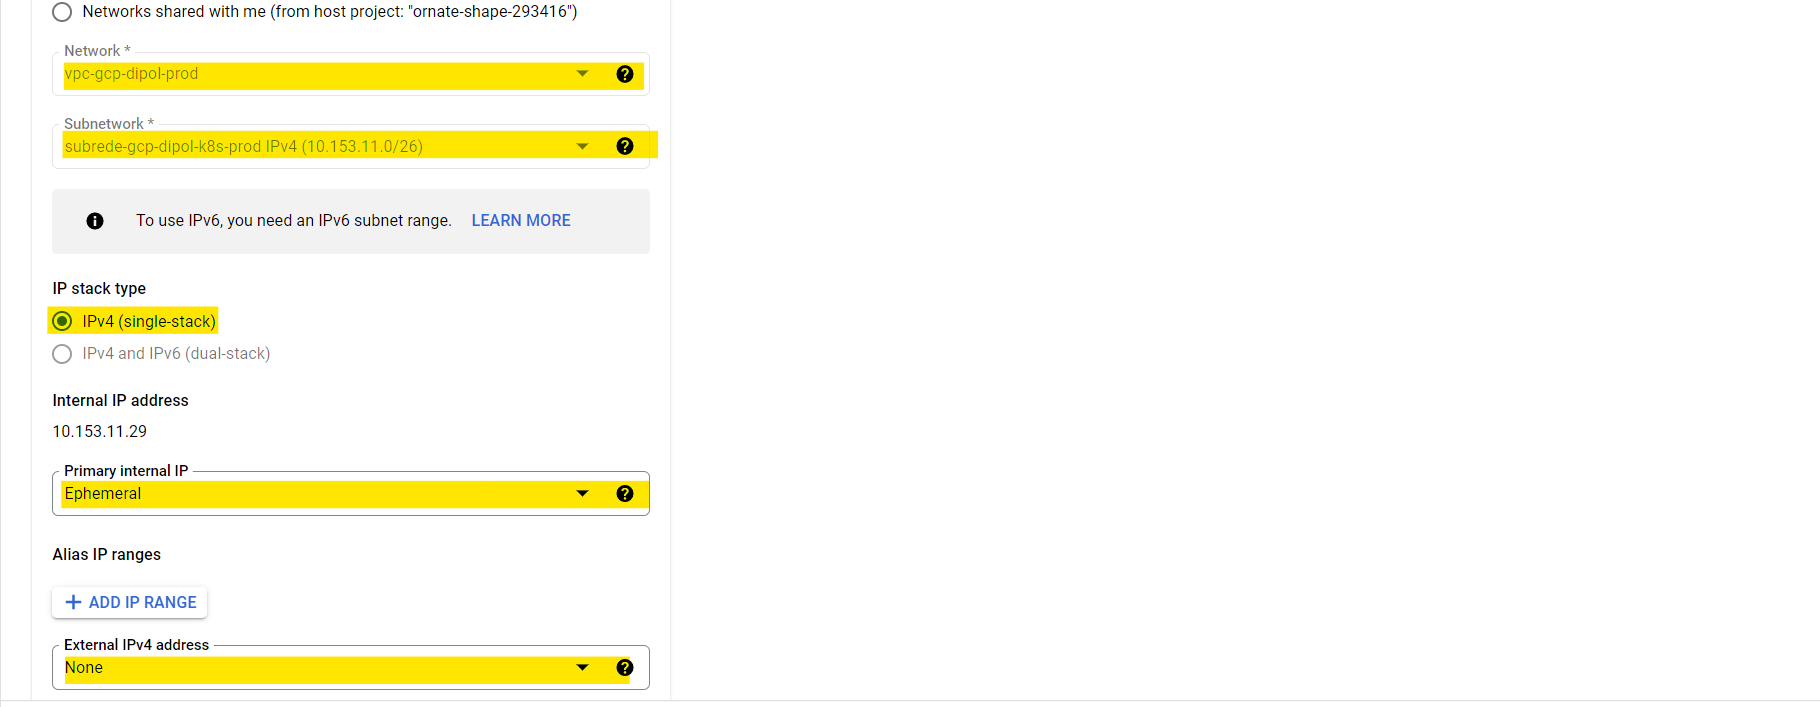 Networks shared with me (from host project: "ornate-shape-293416")
Network *
vpc-gcp-dipol-prod
Subnetwork *
subrede-gcp-dipol-k8s-prod IPv4 (10.153.11.0/26)
To use IPv6, you need an IPv6 subnet range. LEARN MORE
IP stack type
IPv4 (single-stack)
IPv4 and IPv6 (dual-stack)
Internal IP address
10.153.11.29
Primary internal IP
Ephemeral
Alias IP ranges
ADD IP RANGE
External IPv4 address
None